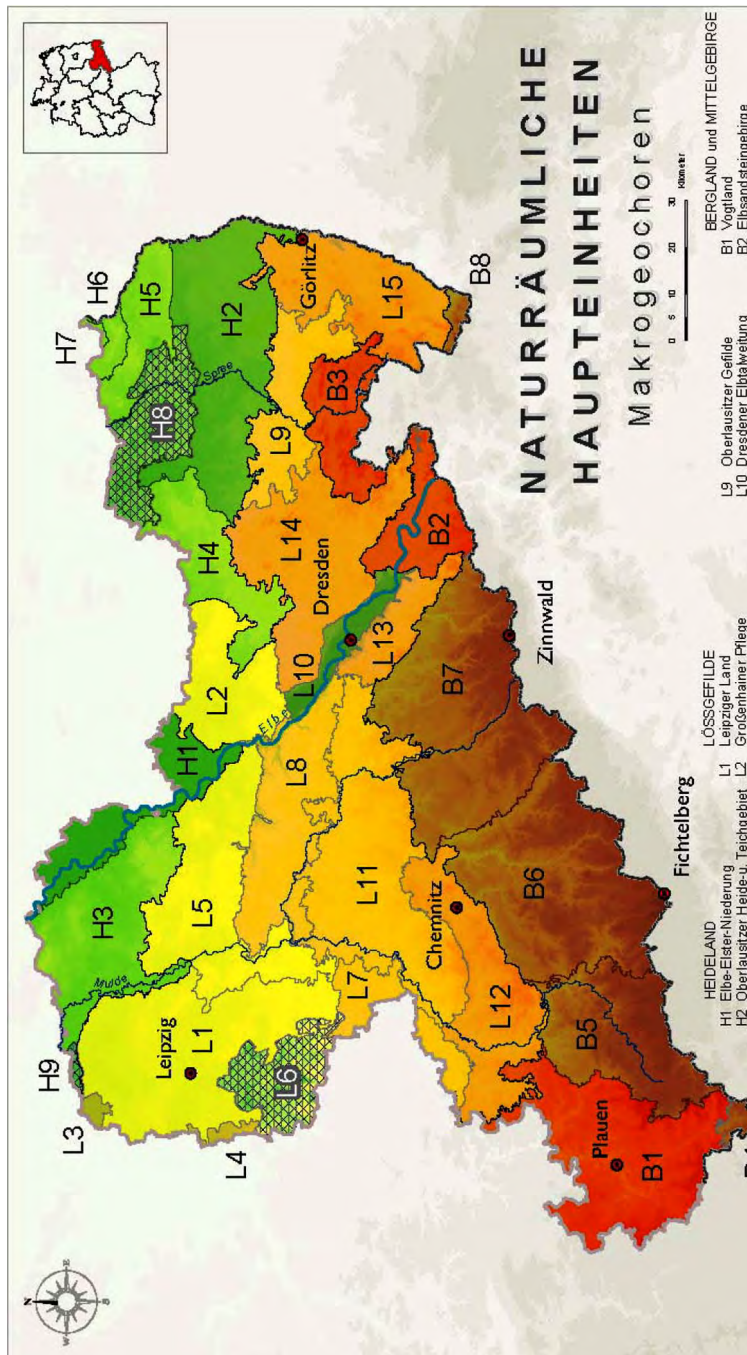 NATURRÄUMLICHE
HAUPTEINHEITEN
Makrogeochoren
0 5 10 20 30
Kilometer
N
E
S
W
H7
H6
H5
H8
H2
Spree
H4
H1
H3
H9
Mulde
Elbe
L3
L4
Leipzig
L1
L6
L5
L2
L8
L7
L11
L12
Chemnitz
L10
Dresden
L13
L14
L9
Görlitz
L15
B8
B3
B2
B7
Zinnwald
B6
Fichtelberg
B5
Plauen
B1
HEIDELAND
H1 Elbe-Elster-Niederung
H2 Oberlausitzer Heide-u. Teichgebiet
LÖSSGEFILDE
L1 Leipziger Land
L2 Großenhainer Pflege
L9 Oberlausitzer Gefilde
L10 Dresdener Elbtalweitung
BERGLAND und MITTELGEBIRGE
B1 Vogtland
B2 Elbsandsteingebirge